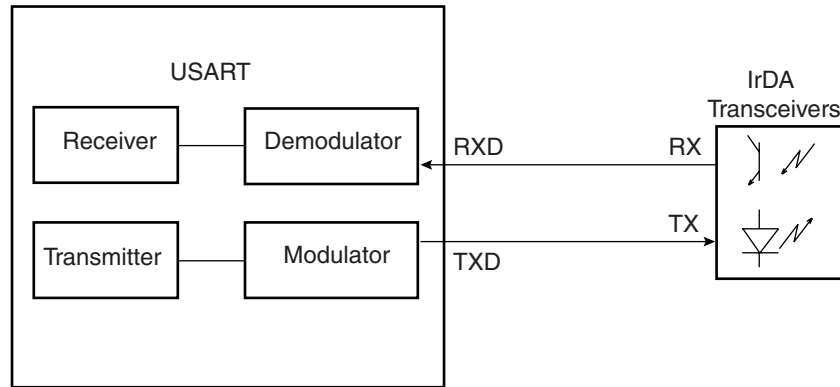 USART
IrDA
Transceivers
Receiver
Demodulator
RXD
RX
Transmitter
Modulator
TXD
TX